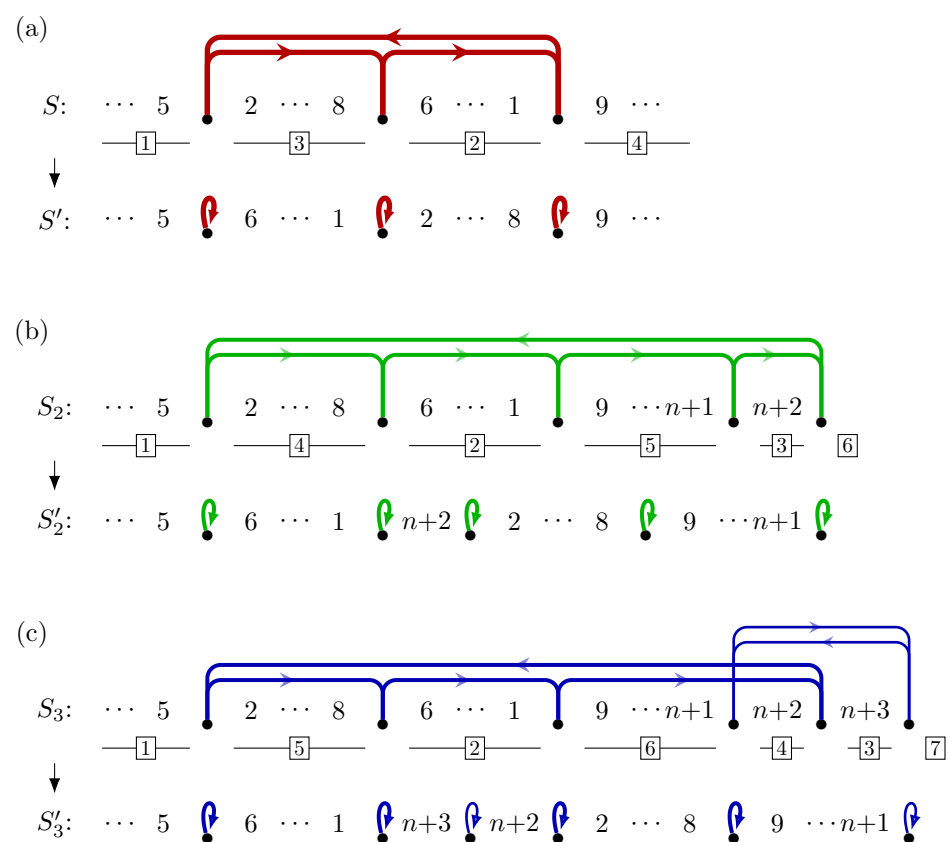 (a)
S: ··· 5 2 ··· 8 6 ··· 1 9 ···
1 3 2 4
S′: ··· 5 6 ··· 1 2 ··· 8 9 ···
(b)
S₂: ··· 5 2 ··· 8 6 ··· 1 9 ··· n+1 n+2
1 4 2 5 3 6
S′₂: ··· 5 6 ··· 1 n+2 2 ··· 8 9 ··· n+1
(c)
S₃: ··· 5 2 ··· 8 6 ··· 1 9 ··· n+1 n+2 n+3
1 5 2 6 4 3 7
S′₃: ··· 5 6 ··· 1 n+3 n+2 2 ··· 8 9 ··· n+1